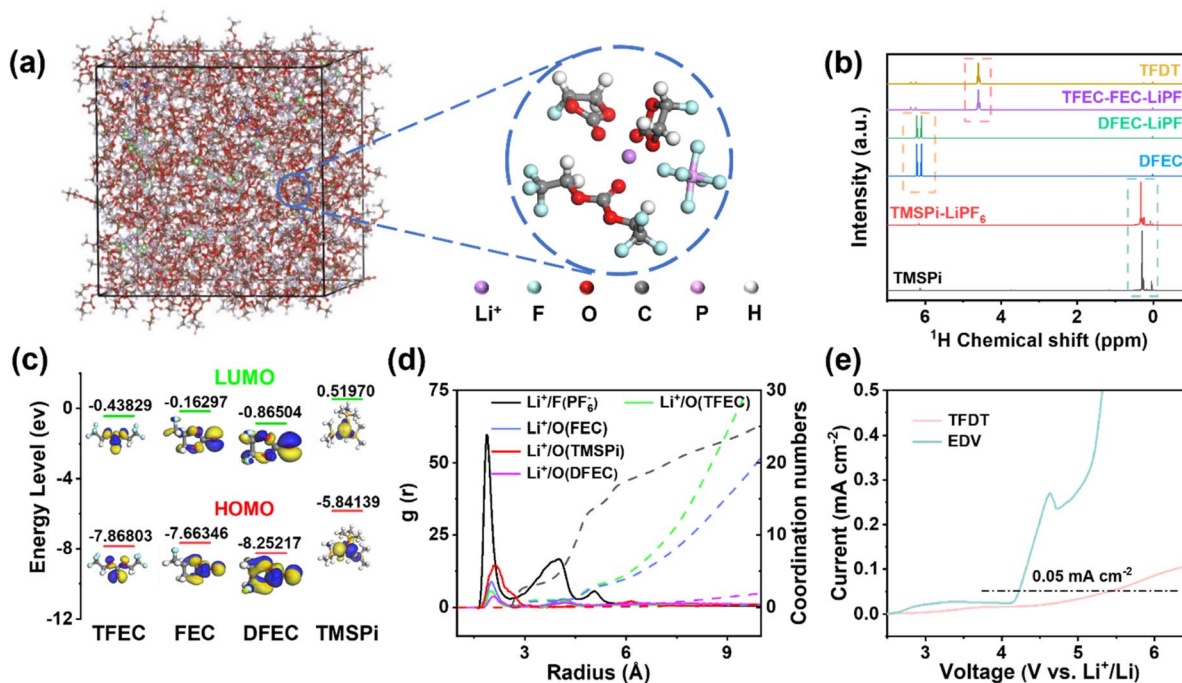 (a)
Li⁺ F O C P H
(b)
Intensity (a.u.)
TFDT
TFEC-FEC-LiPF
DFEC-LiPF
DFEC
TMSPi-LiPF₆
TMSPi
6 4 2 0
¹H Chemical shift (ppm)
(c)
Energy Level (ev)
0
-2
-4
-6
-8
-10
-12
LUMO
-0.43829
-0.16297
-0.86504
0.51970
HOMO
-7.86803
-7.66346
-8.25217
-5.84139
TFEC FEC DFEC TMSPi
(d)
g (r)
75
50
25
0
Li⁺/F(PF₆)
Li⁺/O(TFEC)
Li⁺/O(FEC)
Li⁺/O(TMSPi)
Li⁺/O(DFEC)
30
20
10
0
Coordination numbers
3 6 9
Radius (Å)
(e)
Current (mA cm⁻²)
0.5
0.4
0.3
0.2
0.1
0.0
TFDT
EDV
0.05 mA cm⁻²
3 4 5 6
Voltage (V vs. Li⁺/Li)